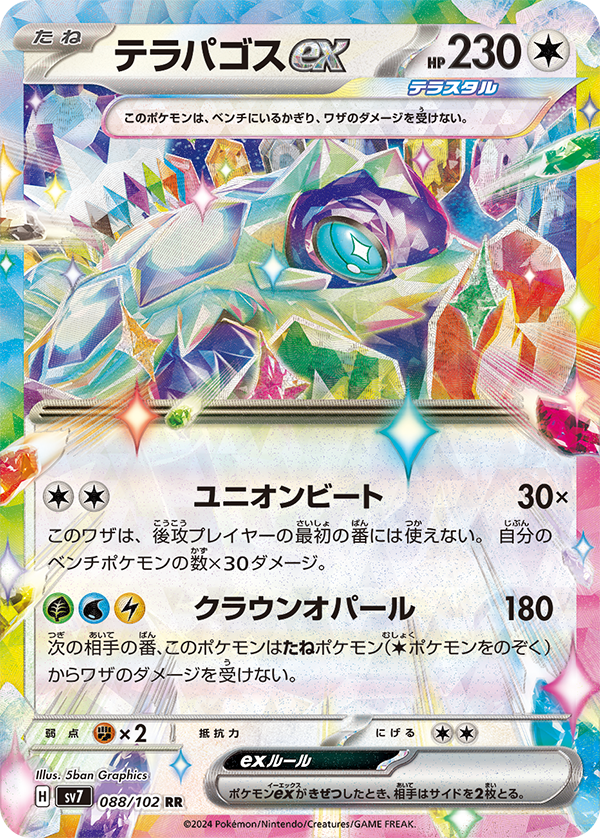 たね
テラパゴスex
HP 230
テラスタル
このポケモンは、ベンチにいるかぎり、ワザのダメージを受けない。
ユニオンビート 30×
このワザは、後攻プレイヤーの最初の番には使えない。自分の
ベンチポケモンの数×30ダメージ。
クラウンオパール 180
次の相手の番、このポケモンはたねポケモン(ポケモンをのぞく)
からワザのダメージを受けない。
弱点 ×2 抵抗力 にげる
exルール
ポケモンexがきぜつしたとき、相手はサイドを2枚とる。
Illus. 5ban Graphics
H sv7 088/102 RR
©2024 Pokémon/Nintendo/Creatures/GAME FREAK.